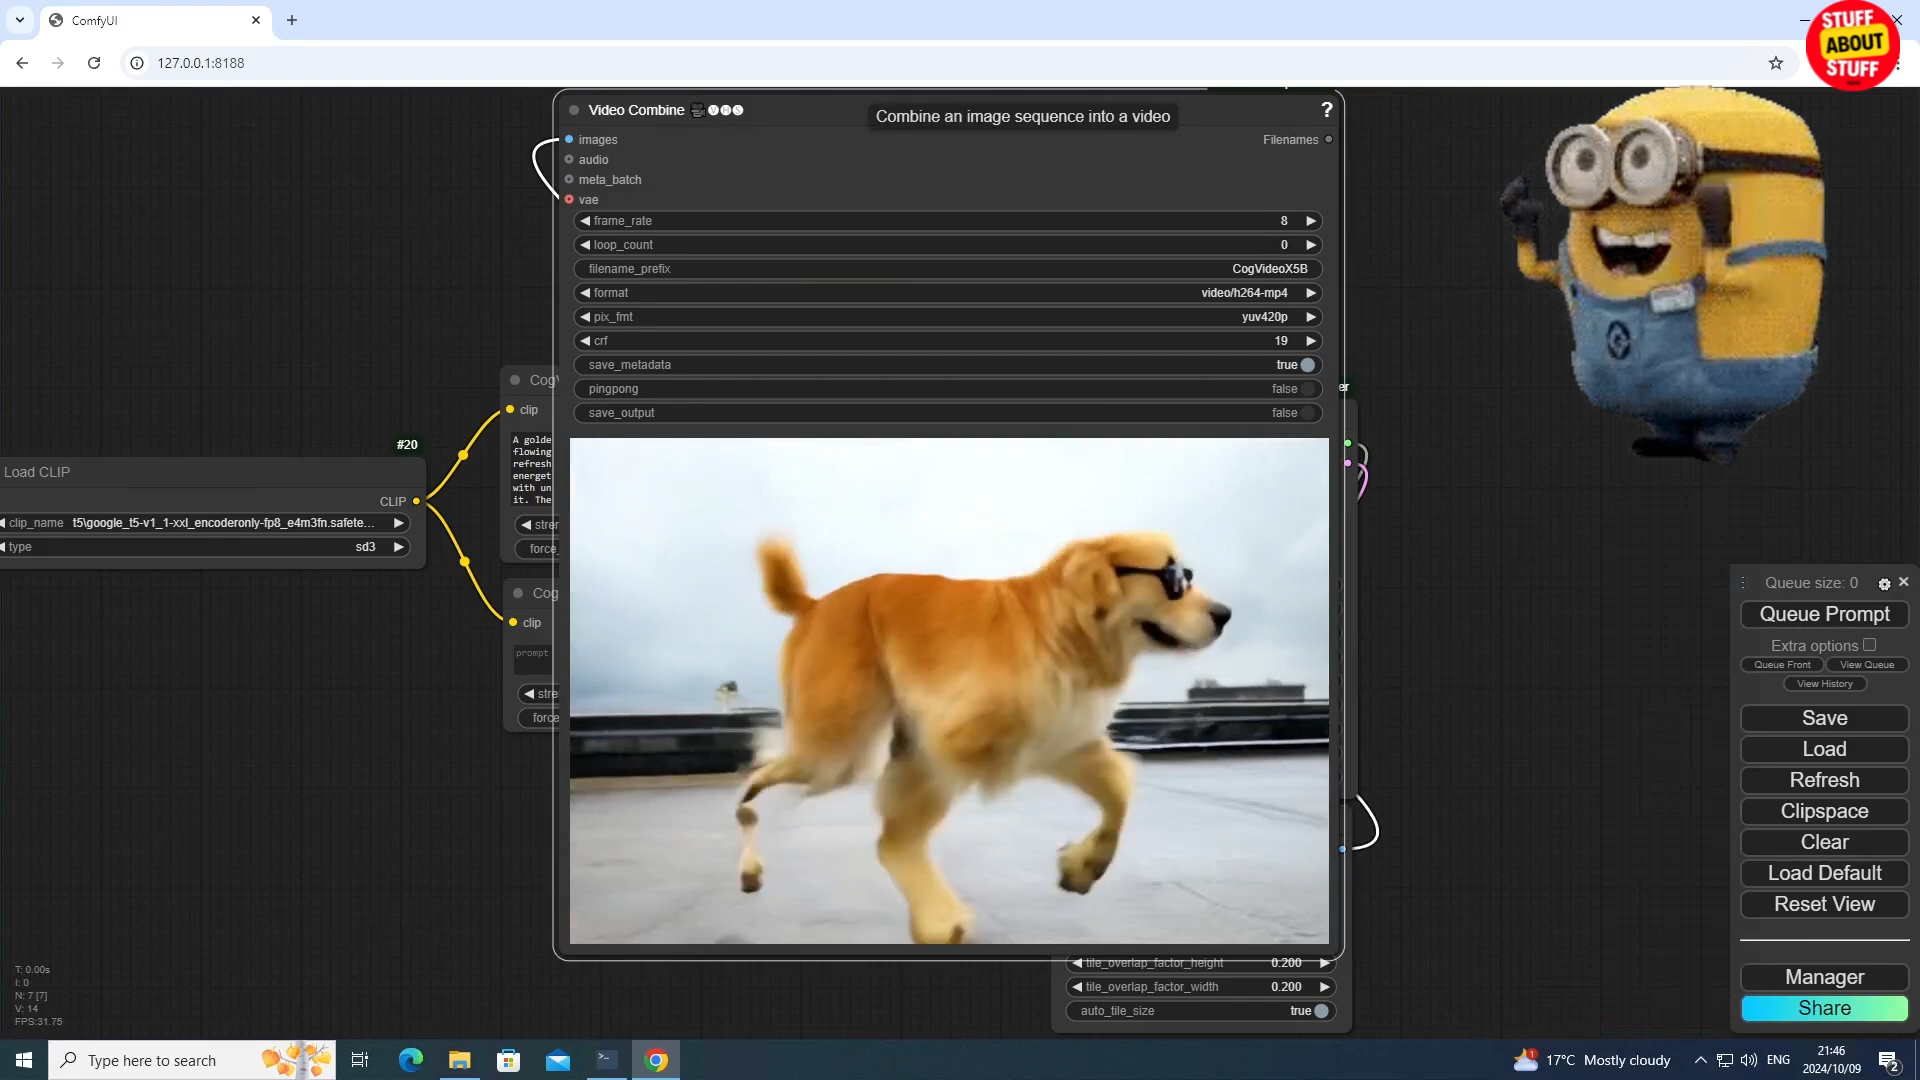 ComfyUI
127.0.0.1:8188
STUFF
ABOUT
STUFF
Video Combine VHS
Combine an image sequence into a video
?
images
Filenames
audio
meta_batch
vae
frame_rate 8
loop_count 0
filename_prefix CogVideoX5B
format video/h264-mp4
pix_fmt yuv420p
crf 19
save_metadata true
pingpong false
save_output false
er
CogV
clip
A golde
flowing
refresh
energet
with un
it. The
stren
force_
#20
Load CLIP
CLIP
clip_name t5\google_t5-v1_1-xxl_encoderonly-fp8_e4m3fn.safete...
type sd3
Cog
clip
prompt
stre
force
tile_overlap_factor_height 0.200
tile_overlap_factor_width 0.200
auto_tile_size true
Queue size: 0
Queue Prompt
Extra options
Queue Front View Queue
View History
Save
Load
Refresh
Clipspace
Clear
Load Default
Reset View
Manager
Share
T: 0.00s
I: 0
N: 7 [7]
V: 14
FPS:31.75
Type here to search
1
17°C Mostly cloudy
ENG
21:46
2024/10/09
2